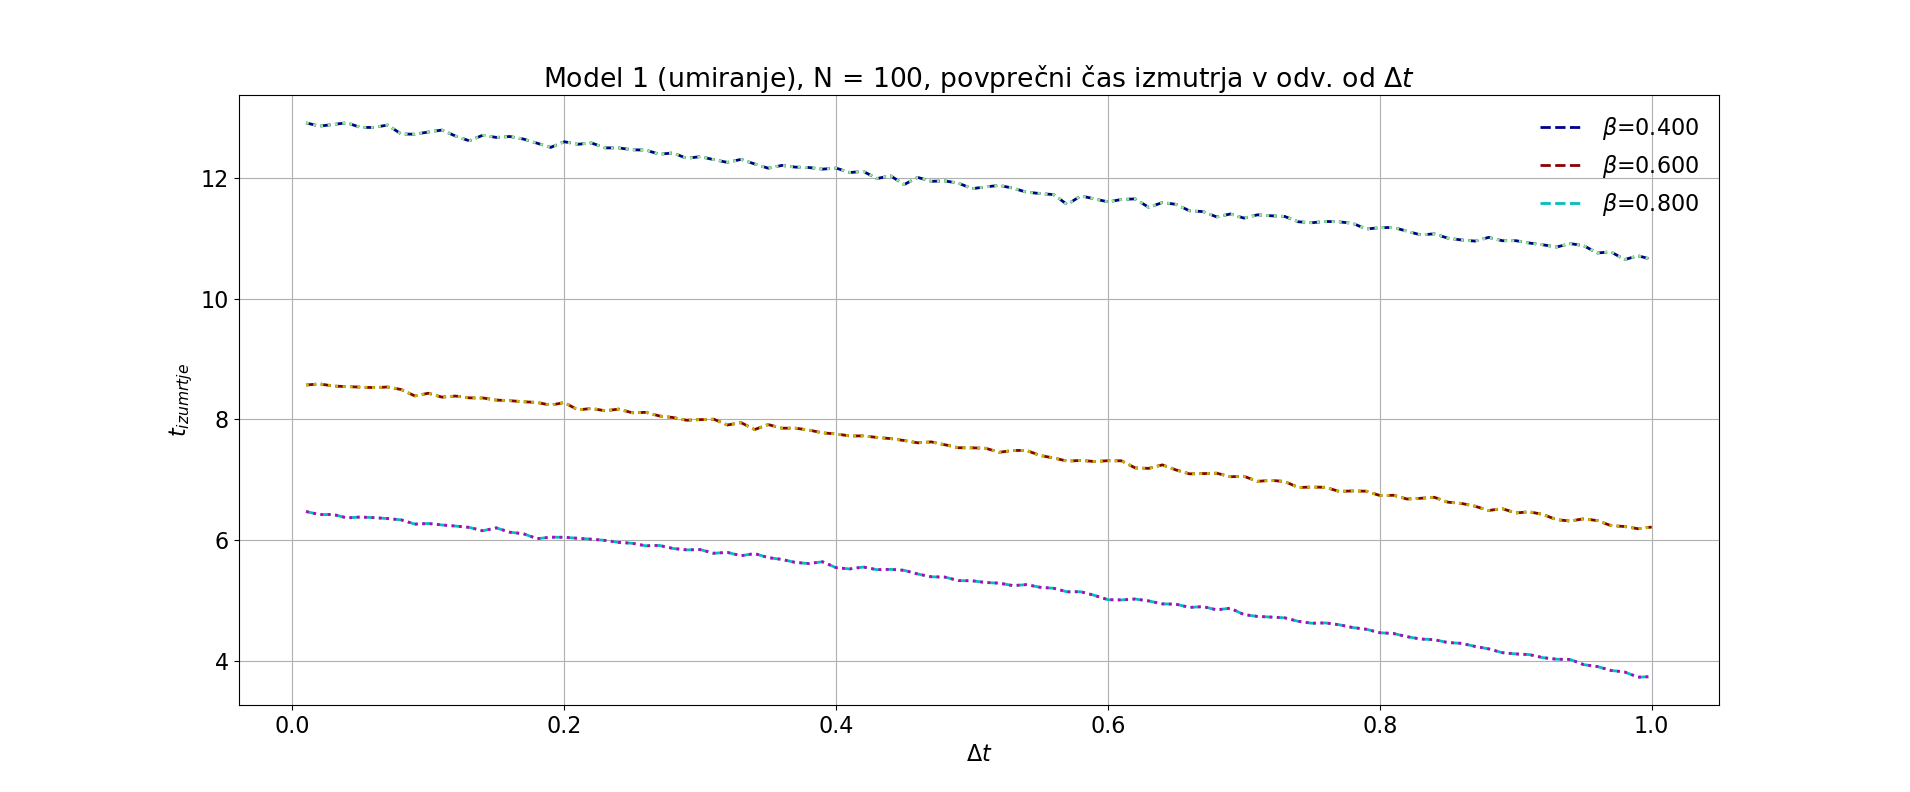 Model 1 (umiranje), N = 100, povprečni čas izmutrja v odv. od Δt
β=0.400
β=0.600
β=0.800
12
10
8
6
4
t_izumrtje
0.0 0.2 0.4 0.6 0.8 1.0
Δt